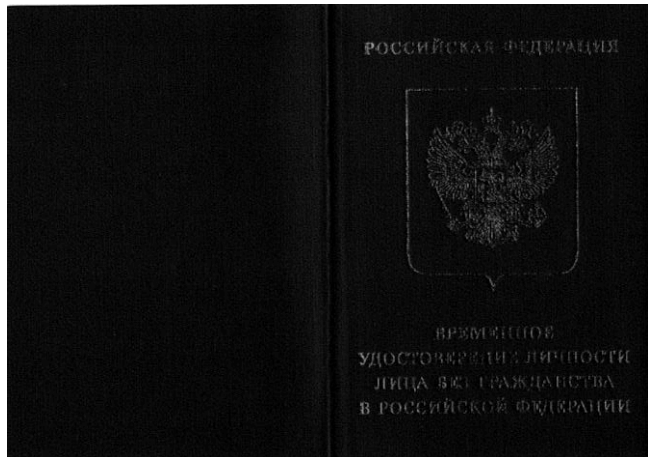 РОССИЙСКАЯ ФЕДЕРАЦИЯ
ВРЕМЕННОЕ
УДОСТОВЕРЕНИЕ ЛИЧНОСТИ
ЛИЦА БЕЗ ГРАЖДАНСТВА
В РОССИЙСКОЙ ФЕДЕРАЦИИ